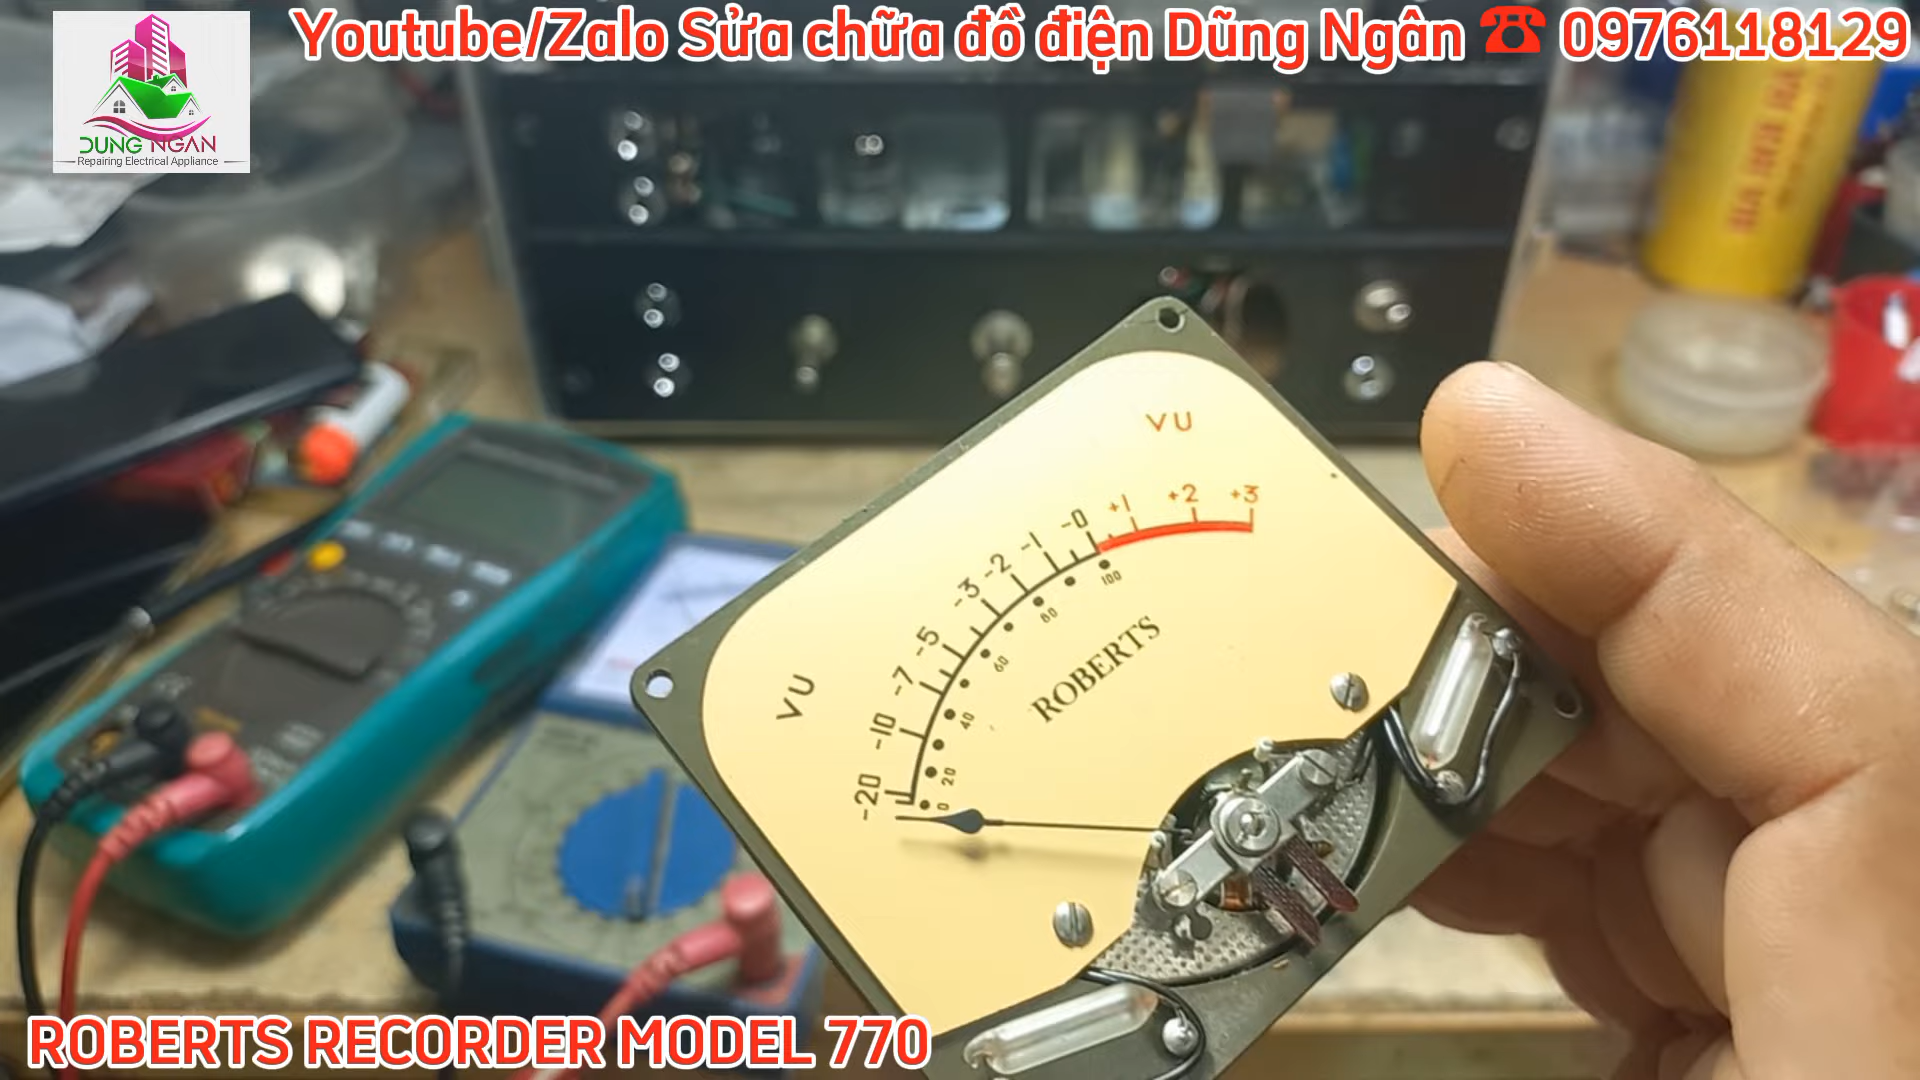 Youtube/Zalo Sửa chữa đồ điện Dũng Ngân ☎ 0976118129
DUNG NGAN
Repairing Electrical Appliance
VU
-20 -10 -7 -5 -3 -2 -1 -0 +1 +2 +3
0 20 40 60 80 100
VU
ROBERTS
ROBERTS RECORDER MODEL 770